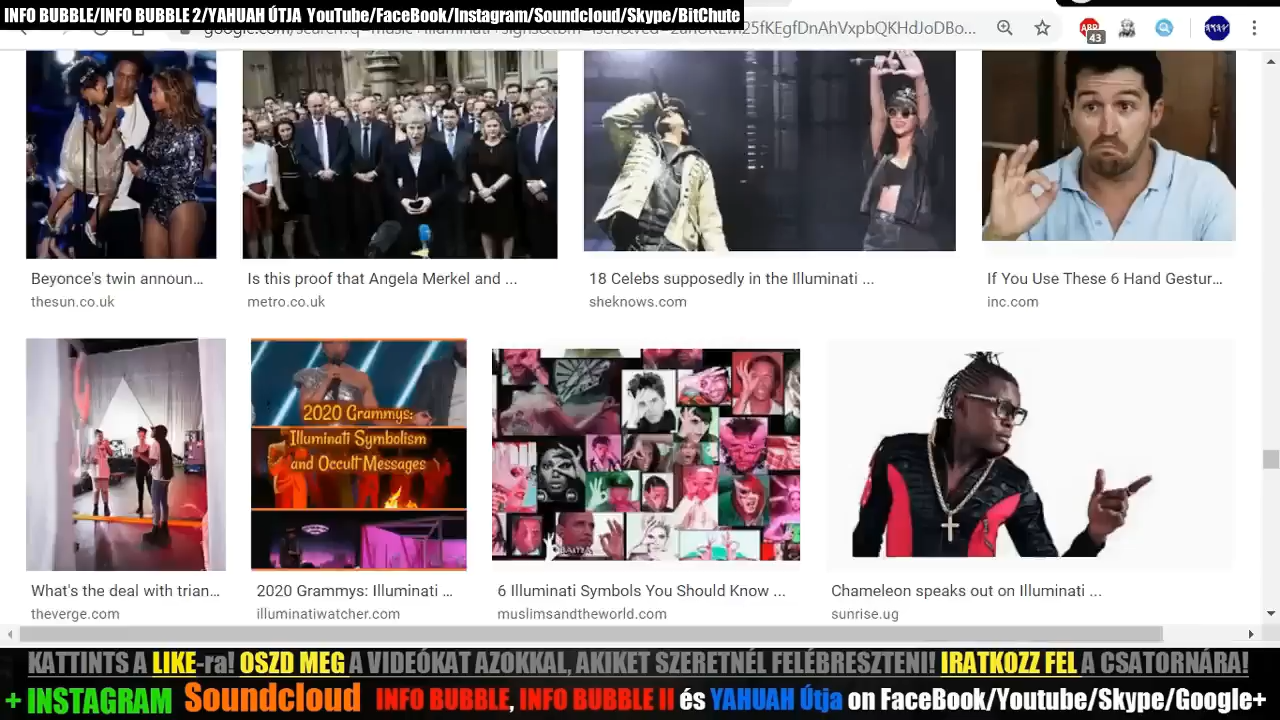 INFO BUBBLE/INFO BUBBLE 2/YAHUAH ÚTJA YouTube/FaceBook/Instagram/Soundcloud/Skype/BitChute
43
Beyonce's twin announ...
thesun.co.uk
Is this proof that Angela Merkel and ...
metro.co.uk
18 Celebs supposedly in the Illuminati ...
sheknows.com
If You Use These 6 Hand Gestur...
inc.com
2020 Grammys:
Illuminati Symbolism
and Occult Messages
What's the deal with trian...
theverge.com
2020 Grammys: Illuminati ...
illuminatiwatcher.com
6 Illuminati Symbols You Should Know ...
muslimsandtheworld.com
Chameleon speaks out on Illuminati ...
sunrise.ug
KATTINTS A LIKE-ra! OSZD MEG A VIDEÓKAT AZOKKAL, AKIKET SZERETNÉL FELÉBRESZTENI! IRATKOZZ FEL A CSATORNÁRA!
+ INSTAGRAM Soundcloud INFO BUBBLE, INFO BUBBLE II és YAHUAH Útja on FaceBook/Youtube/Skype/Google+